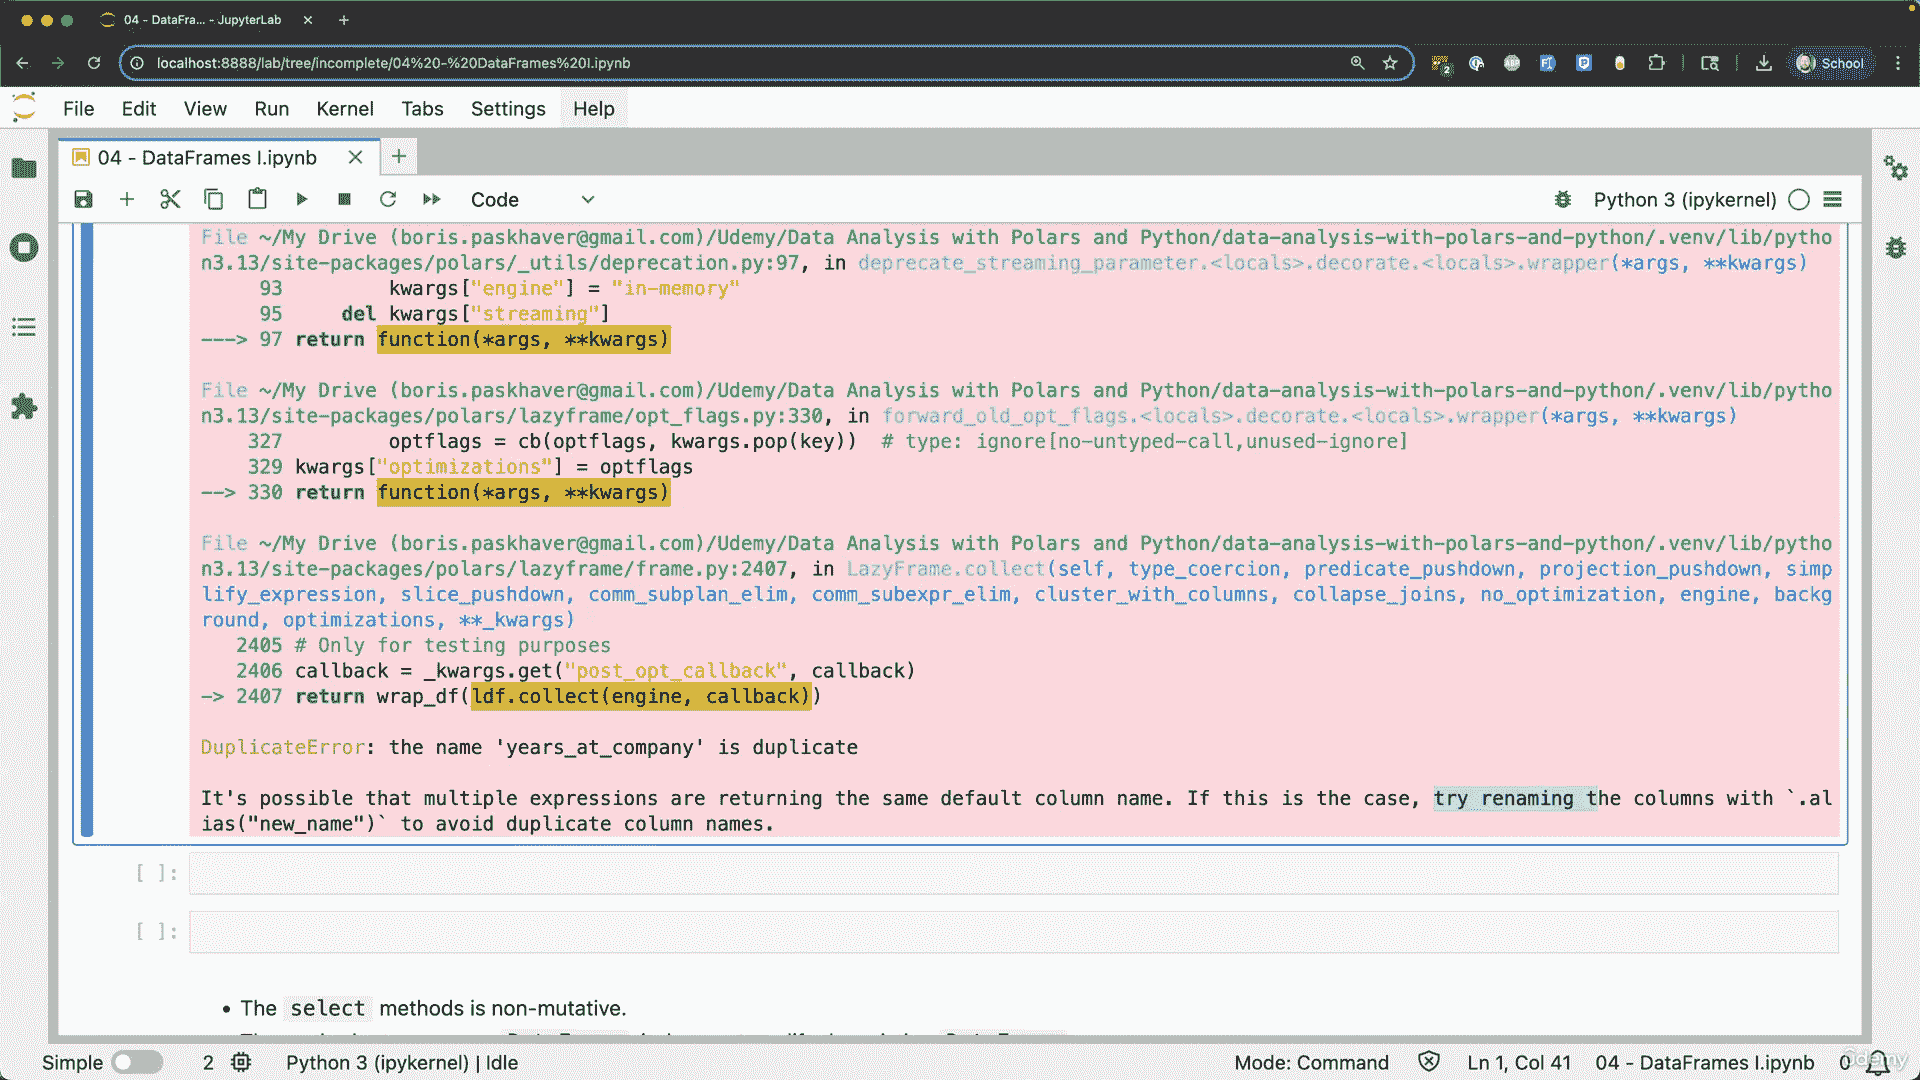 04 - DataFra... - JupyterLab
localhost:8888/lab/tree/incomplete/04%20-%20DataFrames%20I.ipynb
2
ABP
School
File Edit View Run Kernel Tabs Settings Help
04 - DataFrames I.ipynb
Code
Python 3 (ipykernel)
File ~/My Drive (boris.paskhaver@gmail.com)/Udemy/Data Analysis with Polars and Python/data-analysis-with-polars-and-python/.venv/lib/pytho
n3.13/site-packages/polars/_utils/deprecation.py:97, in deprecate_streaming_parameter.<locals>.decorate.<locals>.wrapper(*args, **kwargs)
93 kwargs["engine"] = "in-memory"
95 del kwargs["streaming"]
---> 97 return function(*args, **kwargs)
File ~/My Drive (boris.paskhaver@gmail.com)/Udemy/Data Analysis with Polars and Python/data-analysis-with-polars-and-python/.venv/lib/pytho
n3.13/site-packages/polars/lazyframe/opt_flags.py:330, in forward_old_opt_flags.<locals>.decorate.<locals>.wrapper(*args, **kwargs)
327 optflags = cb(optflags, kwargs.pop(key)) # type: ignore[no-untyped-call,unused-ignore]
329 kwargs["optimizations"] = optflags
--> 330 return function(*args, **kwargs)
File ~/My Drive (boris.paskhaver@gmail.com)/Udemy/Data Analysis with Polars and Python/data-analysis-with-polars-and-python/.venv/lib/pytho
n3.13/site-packages/polars/lazyframe/frame.py:2407, in LazyFrame.collect(self, type_coercion, predicate_pushdown, projection_pushdown, simp
lify_expression, slice_pushdown, comm_subplan_elim, comm_subexpr_elim, cluster_with_columns, collapse_joins, no_optimization, engine, backg
round, optimizations, **_kwargs)
2405 # Only for testing purposes
2406 callback = _kwargs.get("post_opt_callback", callback)
-> 2407 return wrap_df(ldf.collect(engine, callback))
DuplicateError: the name 'years_at_company' is duplicate
It's possible that multiple expressions are returning the same default column name. If this is the case, try renaming the columns with `.al
ias("new_name")` to avoid duplicate column names.
[ ]:
[ ]:
• The select methods is non-mutative.
Simple 2 Python 3 (ipykernel) | Idle Mode: Command Ln 1, Col 41 04 - DataFrames I.ipynb 0
Udemy